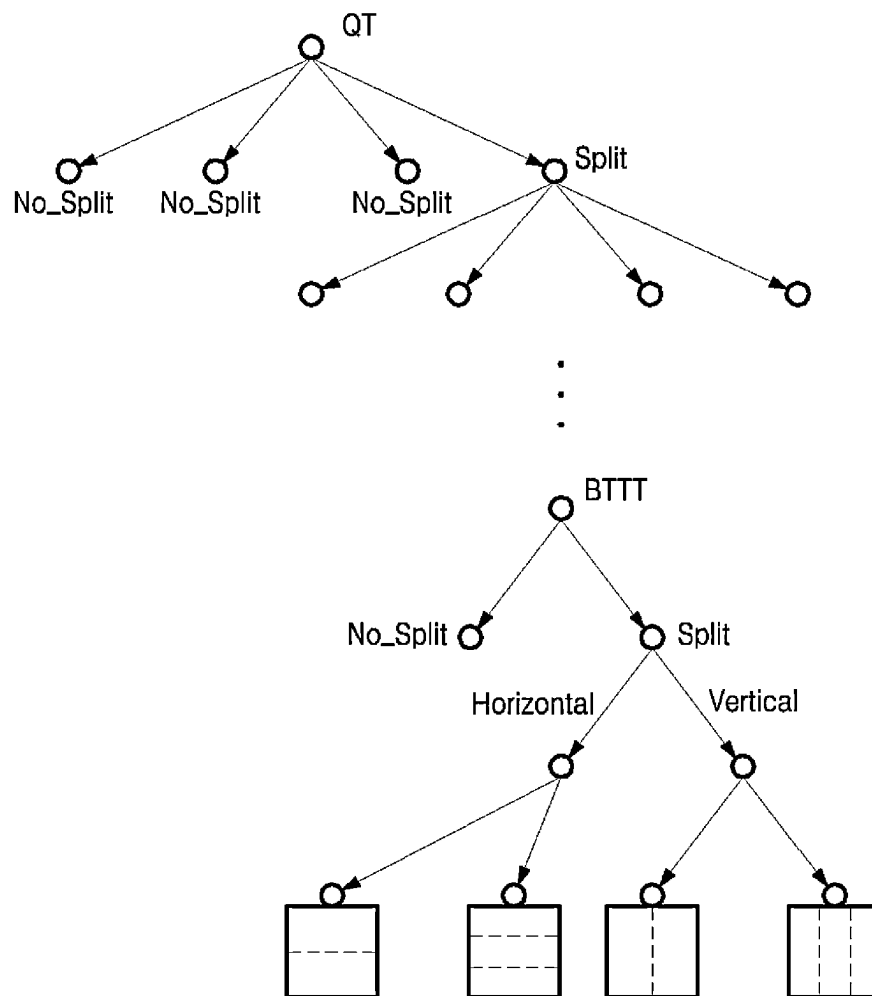 QT
Split
No_Split
No_Split
No_Split
BTTT
No_Split
Split
Horizontal
Vertical